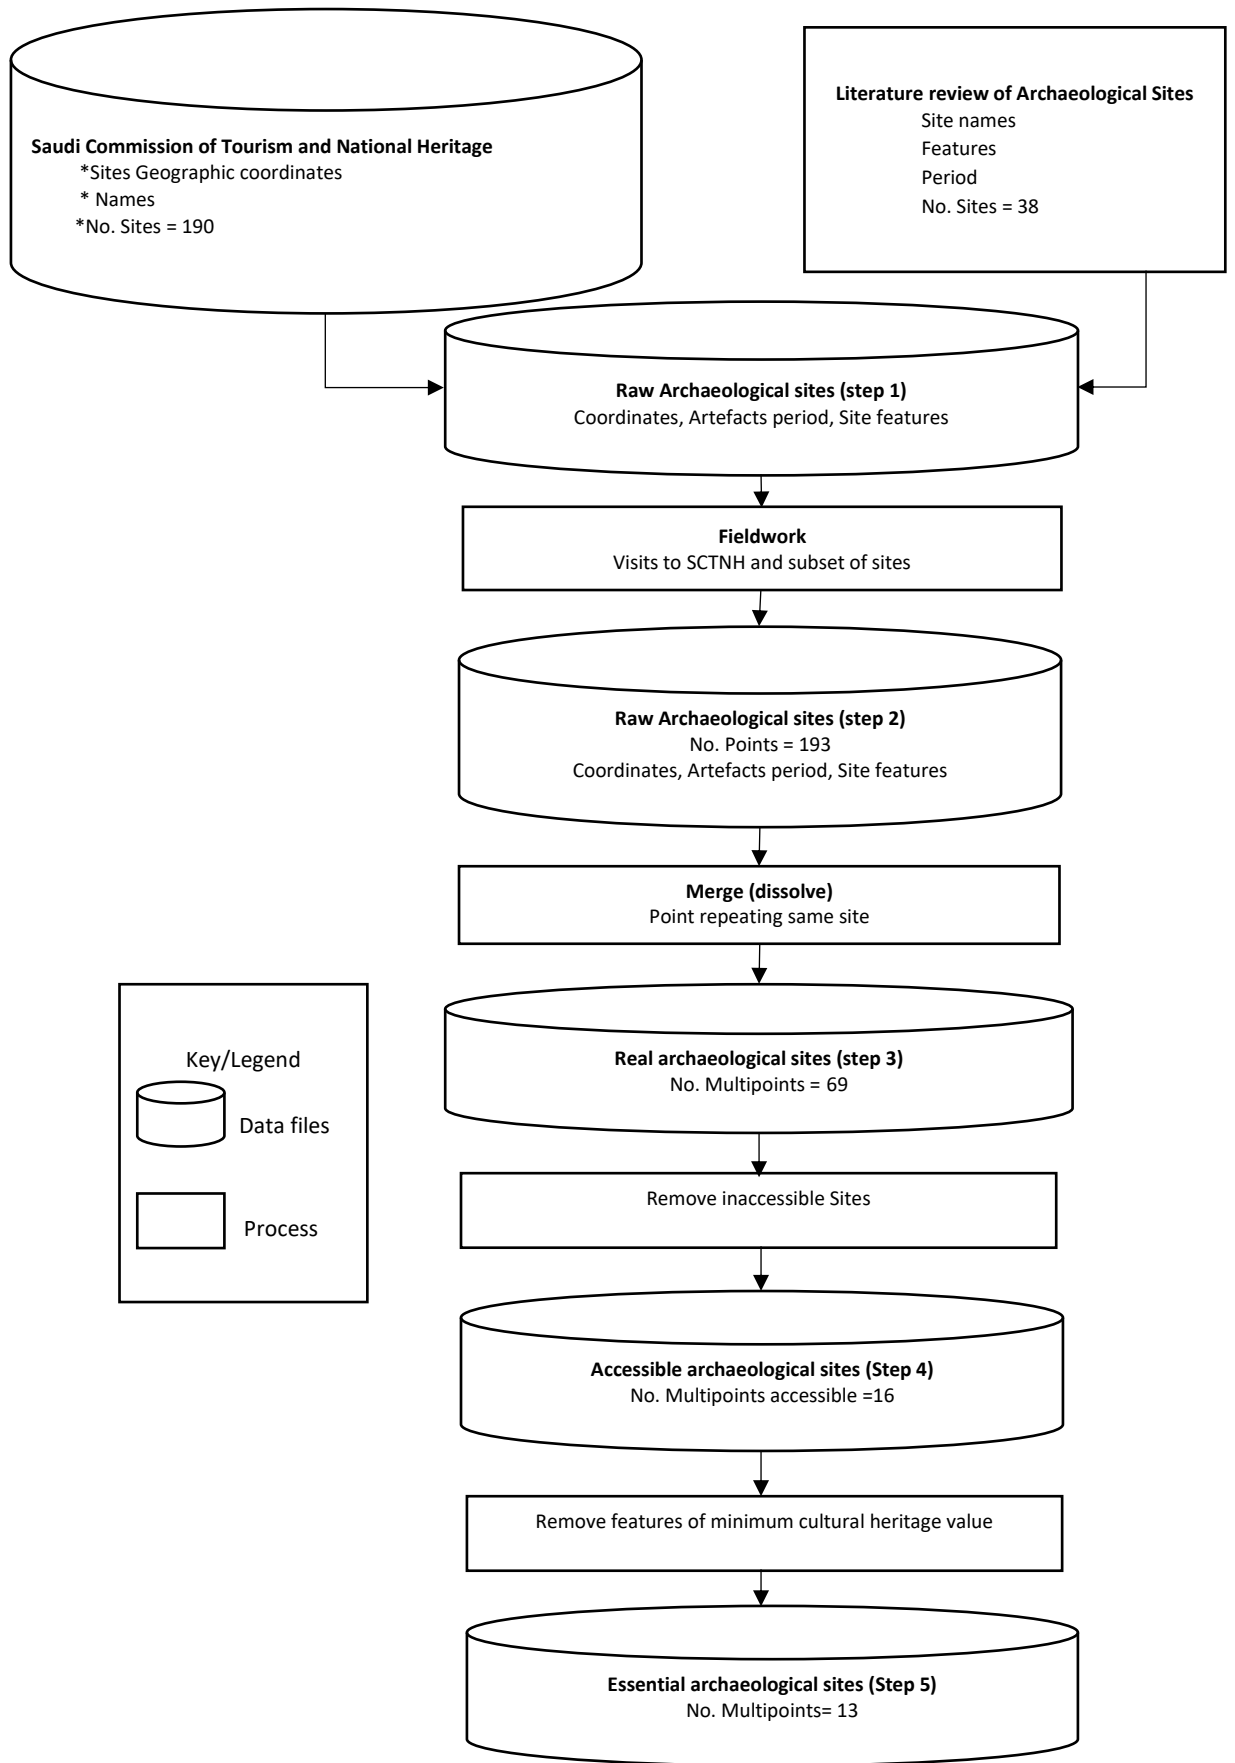 Saudi Commission of Tourism and National Heritage
*Sites Geographic coordinates
* Names
*No. Sites = 190
Literature review of Archaeological Sites
Site names
Features
Period
No. Sites = 38
Raw Archaeological sites (step 1)
Coordinates, Artefacts period, Site features
Fieldwork
Visits to SCTNH and subset of sites
Raw Archaeological sites (step 2)
No. Points = 193
Coordinates, Artefacts period, Site features
Merge (dissolve)
Point repeating same site
Real archaeological sites (step 3)
No. Multipoints = 69
Key/Legend
Data files
Process
Remove inaccessible Sites
Accessible archaeological sites (Step 4)
No. Multipoints accessible =16
Remove features of minimum cultural heritage value
Essential archaeological sites (Step 5)
No. Multipoints= 13